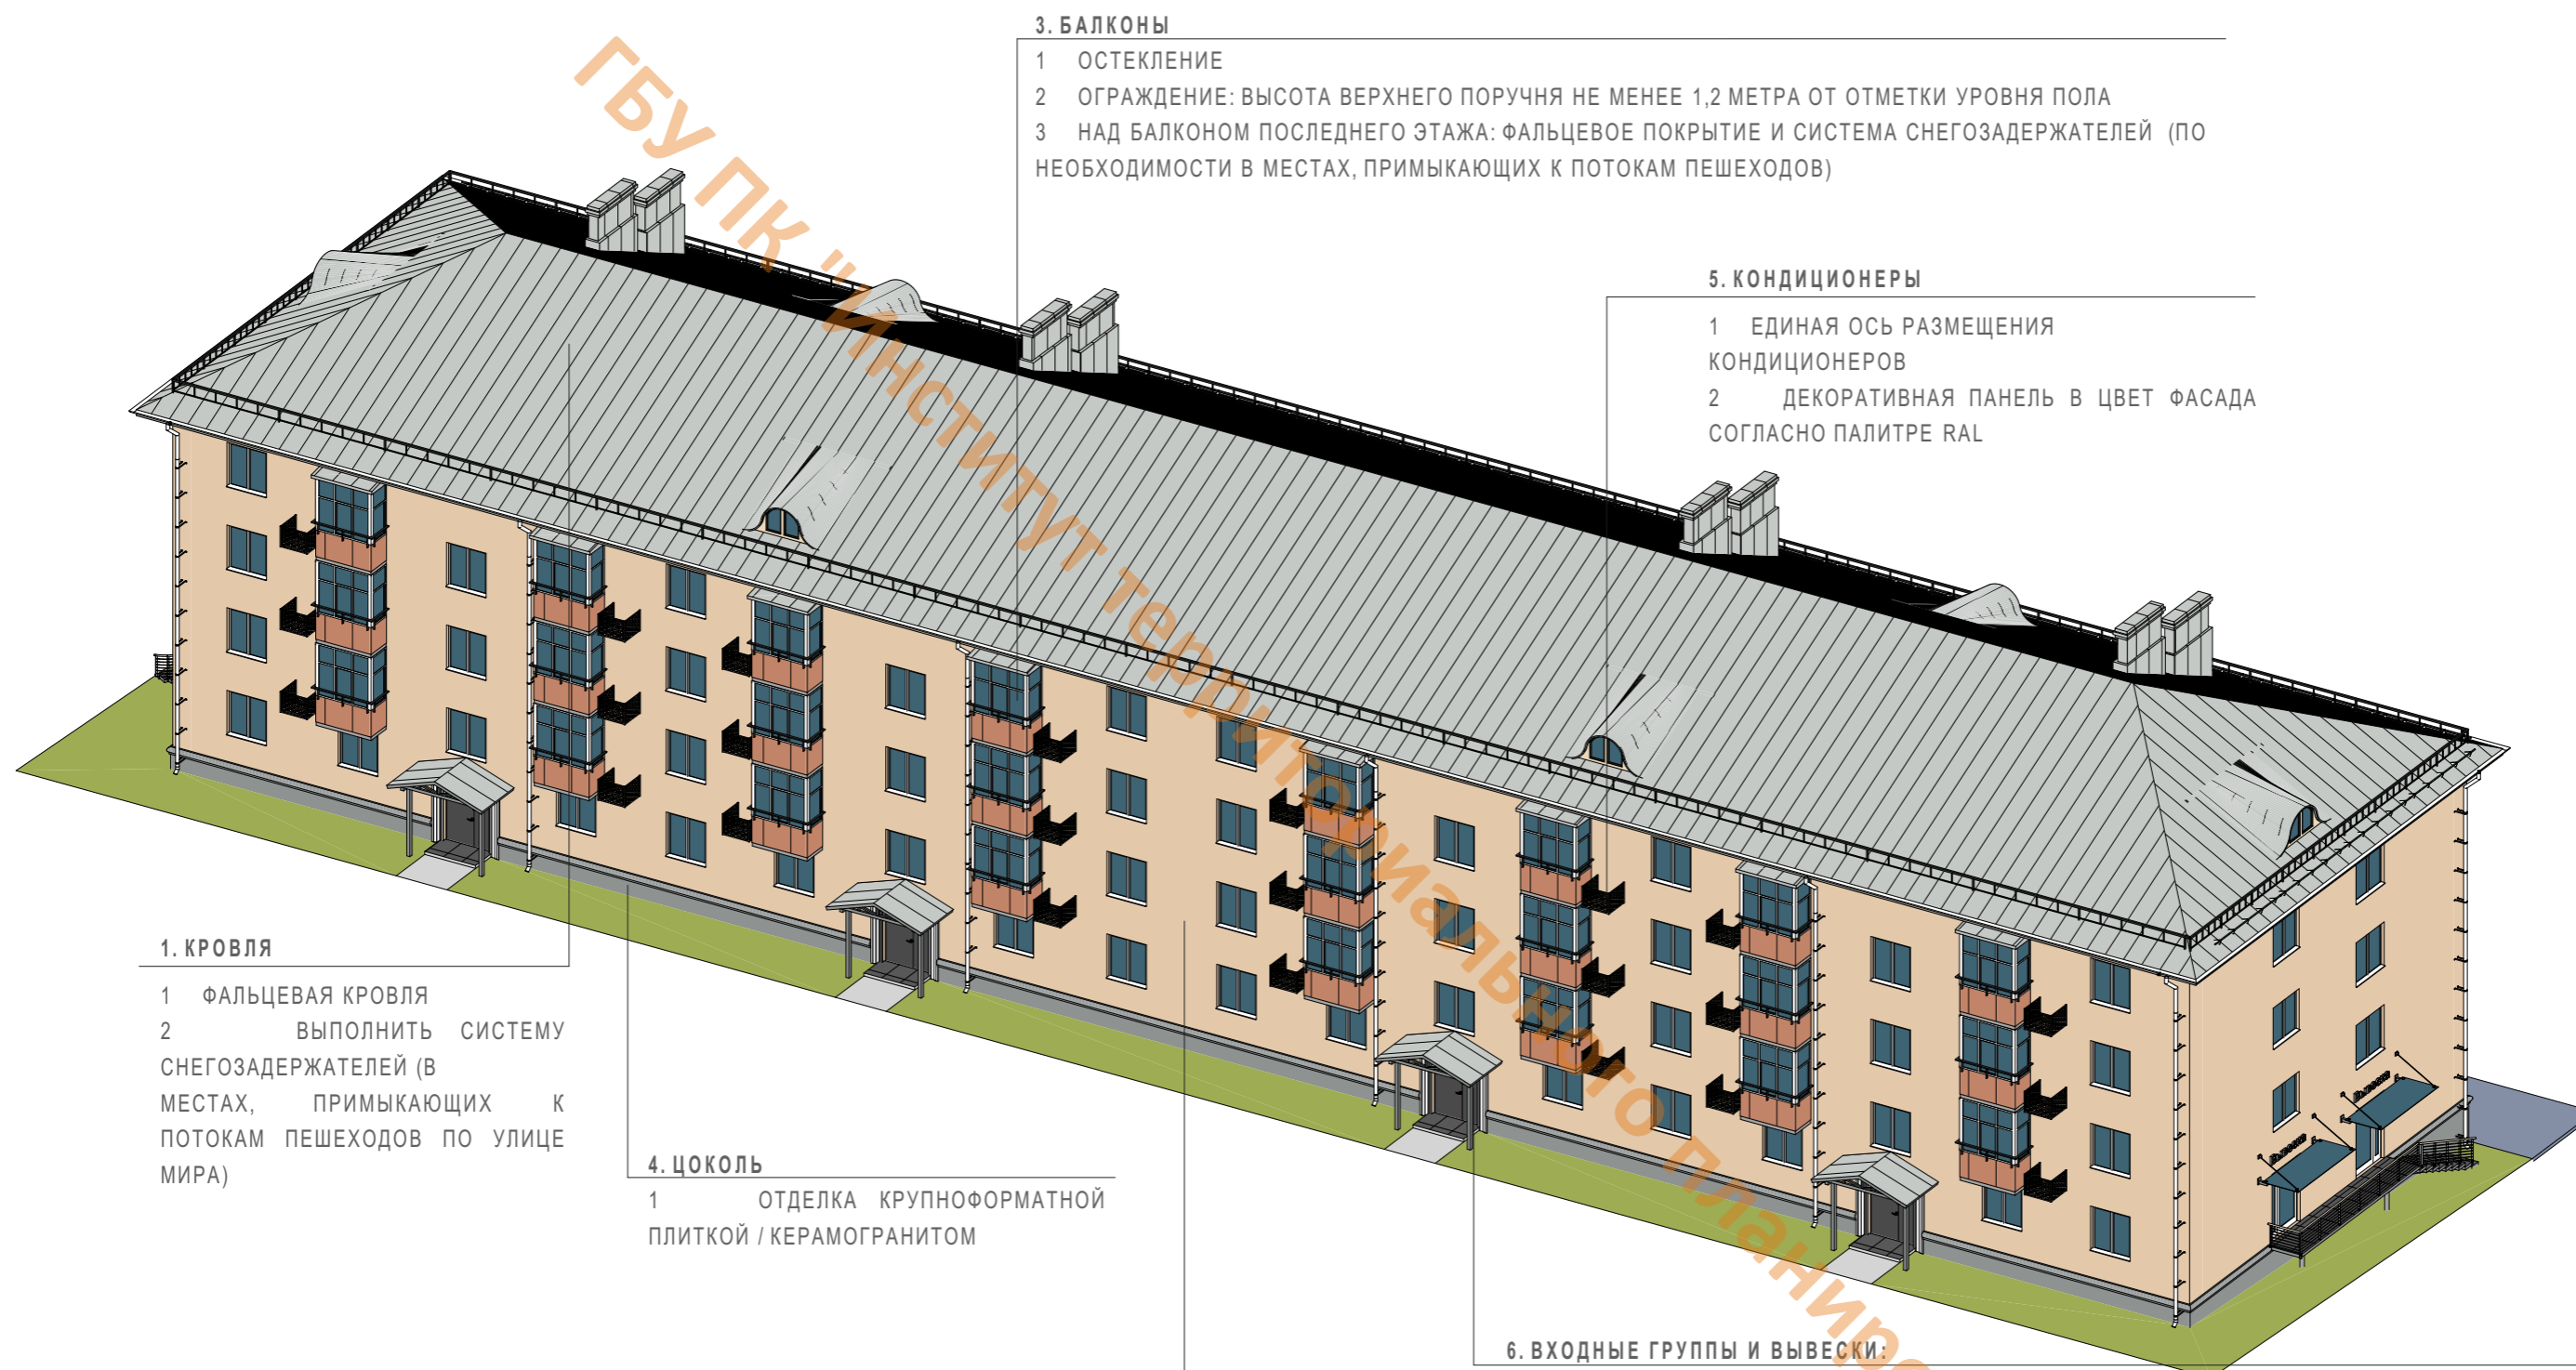 3. БАЛКОНЫ
1 ОСТЕКЛЕНИЕ
2 ОГРАЖДЕНИЕ: ВЫСОТА ВЕРХНЕГО ПОРУЧНЯ НЕ МЕНЕЕ 1,2 МЕТРА ОТ ОТМЕТКИ УРОВНЯ ПОЛА
3 НАД БАЛКОНОМ ПОСЛЕДНЕГО ЭТАЖА: ФАЛЬЦЕВОЕ ПОКРЫТИЕ И СИСТЕМА СНЕГОЗАДЕРЖАТЕЛЕЙ (ПО
НЕОБХОДИМОСТИ В МЕСТАХ, ПРИМЫКАЮЩИХ К ПОТОКАМ ПЕШЕХОДОВ)
5. КОНДИЦИОНЕРЫ
1 ЕДИНАЯ ОСЬ РАЗМЕЩЕНИЯ
КОНДИЦИОНЕРОВ
2 ДЕКОРАТИВНАЯ ПАНЕЛЬ В ЦВЕТ ФАСАДА
СОГЛАСНО ПАЛИТРЕ RAL
ГБУ ПК "Институт территориального планиро
1. КРОВЛЯ
1 ФАЛЬЦЕВАЯ КРОВЛЯ
2 ВЫПОЛНИТЬ СИСТЕМУ
СНЕГОЗАДЕРЖАТЕЛЕЙ (В
МЕСТАХ, ПРИМЫКАЮЩИХ К
ПОТОКАМ ПЕШЕХОДОВ ПО УЛИЦЕ
МИРА)
4. ЦОКОЛЬ
1 ОТДЕЛКА КРУПНОФОРМАТНОЙ
ПЛИТКОЙ / КЕРАМОГРАНИТОМ
6. ВХОДНЫЕ ГРУППЫ И ВЫВЕСКИ: